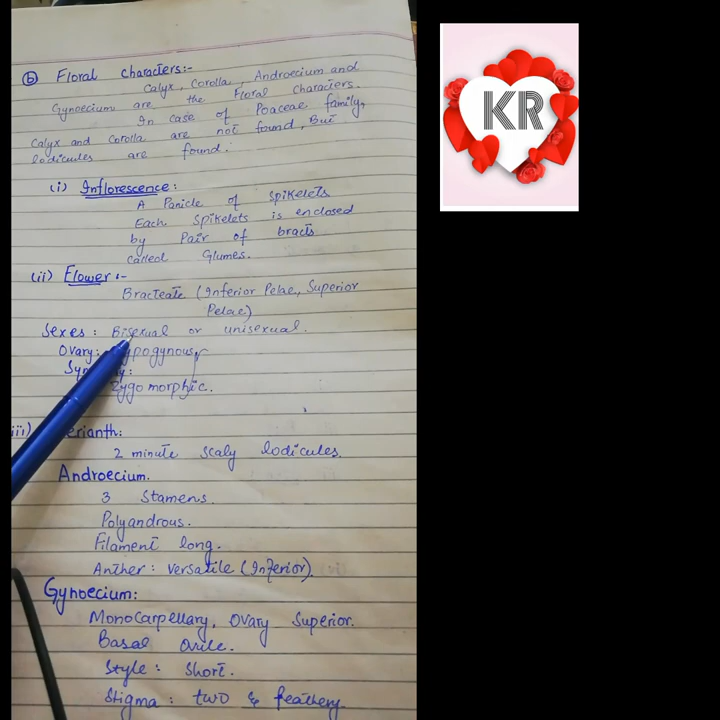 (b) Floral characters:-
Calyx, Corolla, Androecium and
Gynoecium are the Floral characters.
In case of Poaceae family,
Calyx and Corolla are not found, But
lodicules are found.
(i) Inflorescence:
A Panicle of spikelets
Each spikelets is enclosed
by Pair of bracts
called Glumes.
(ii) Flower:-
Bracteate (Inferior Pelae, Superior
Pelae)
Sexes: Bisexual or unisexual.
Ovary: Hypogynous,
Zygomorphic.
iii) Perianth:
2 minute scaly lodicules.
Androecium.
3 Stamens.
Polyandrous.
Filament long.
Anther: Versatile (Inferior).
Gynoecium:
Monocarpellary, Ovary Superior.
Basal
Style: Short.
Stigma: two & feathery
KR